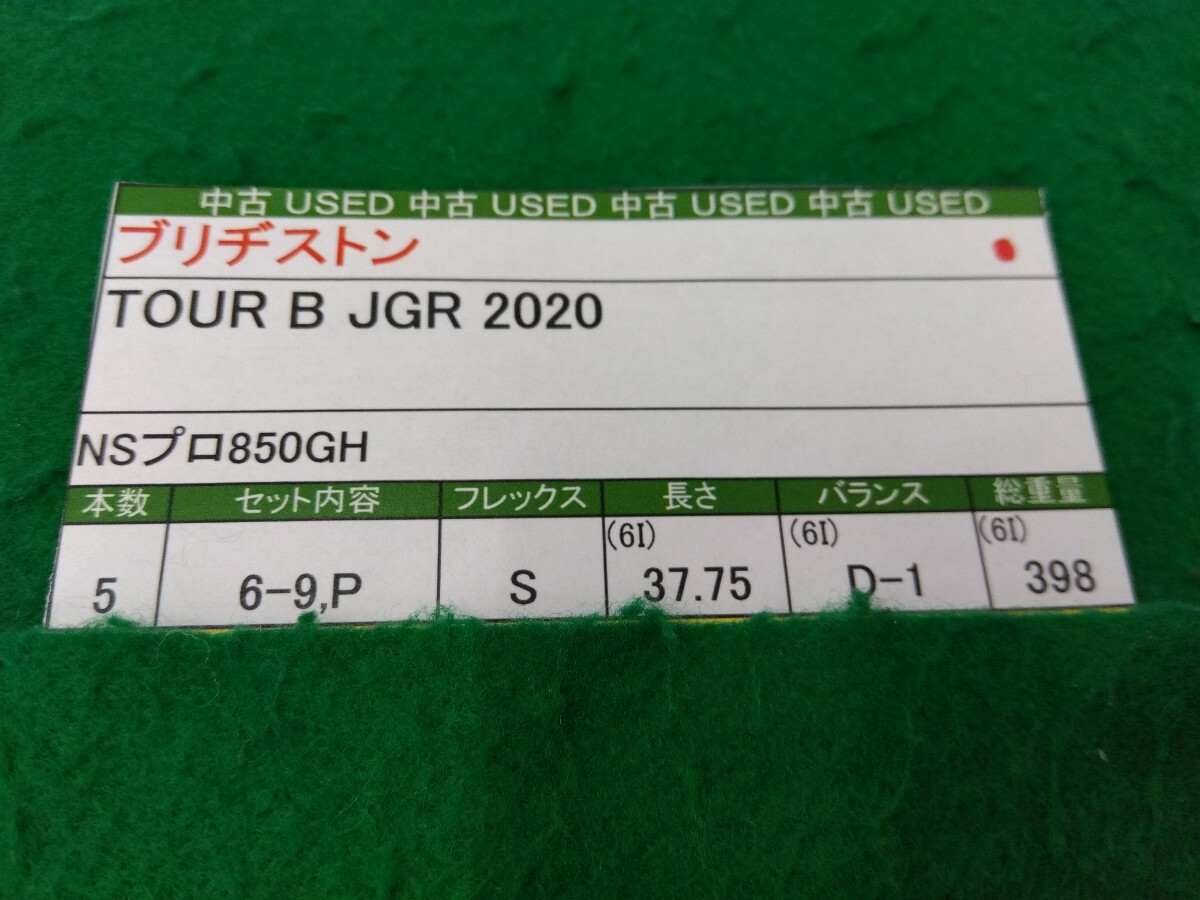 中古 USED 中古 USED 中古 USED 中古 USED
ブリヂストン
TOUR B JGR 2020
NSプロ850GH
本数 セット内容 フレックス 長さ バランス 総重量
(6I) (6I) (6I)
5 6-9,P S 37.75 D-1 398